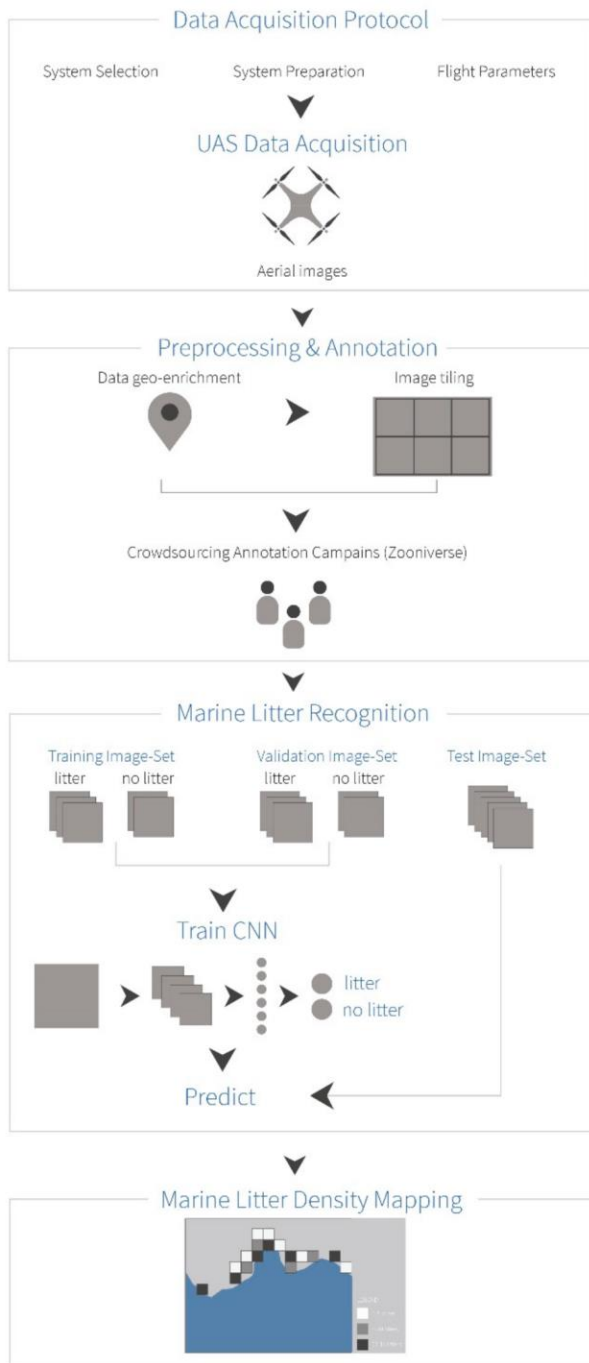 Data Acquisition Protocol
System Selection System Preparation Flight Parameters
UAS Data Acquisition
Aerial images
Preprocessing & Annotation
Data geo-enrichment Image tiling
Crowdsourcing Annotation Campains (Zooniverse)
Marine Litter Recognition
Training Image-Set Validation Image-Set Test Image-Set
litter no litter litter no litter
Train CNN
litter
no litter
Predict
Marine Litter Density Mapping